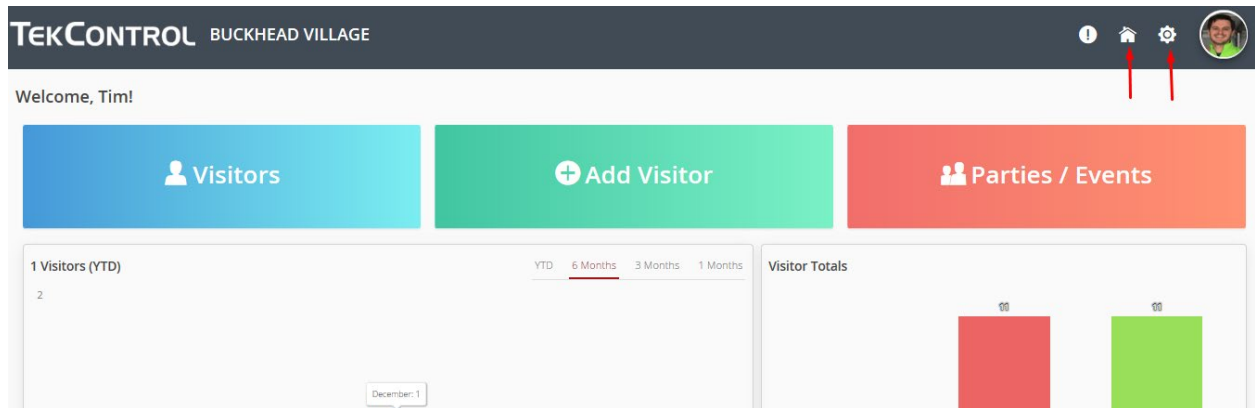 TEKCONTROL BUCKHEAD VILLAGE
Welcome, Tim!
Visitors
Add Visitor
Parties / Events
1 Visitors (YTD)
YTD 6 Months 3 Months 1 Months
Visitor Totals
2
December: 1